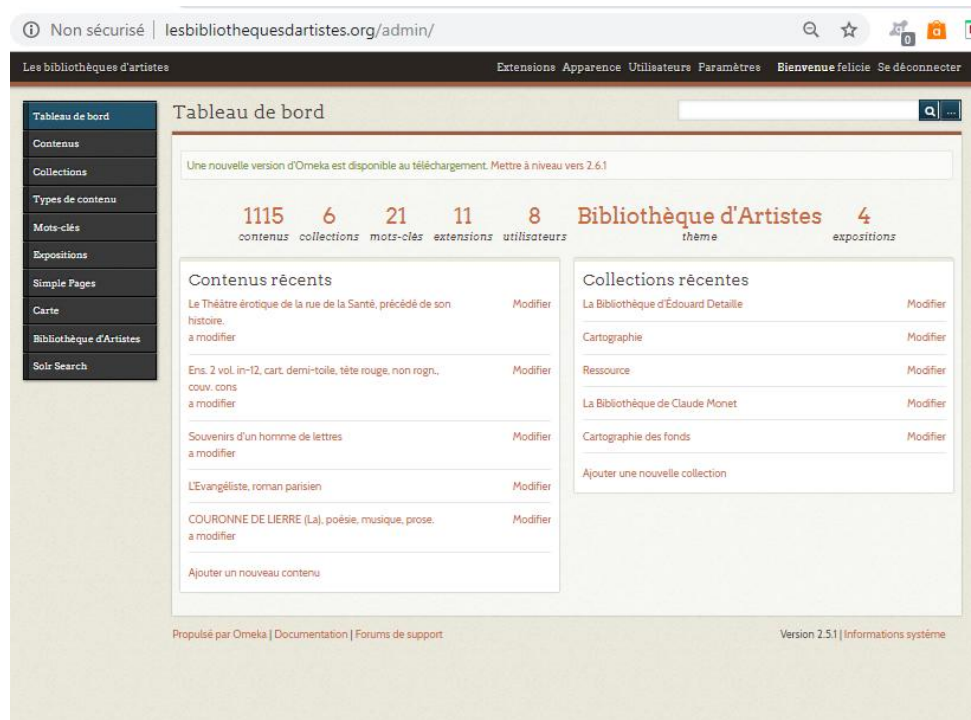 Non sécurisé | lesbibliothequesdartistes.org/admin/
0
Les bibliothèques d'artistes
Extensions Apparence Utilisateurs Paramètres Bienvenue felicie Se déconnecter
Tableau de bord
Contenus
Collections
Types de contenu
Mots-clés
Expositions
Simple Pages
Carte
Bibliothèque d'Artistes
Solr Search
Tableau de bord
...
Une nouvelle version d'Omeka est disponible au téléchargement. Mettre à niveau vers 2.6.1
1115 6 21 11 8 Bibliothèque d'Artistes 4
contenus collections mots-clés extensions utilisateurs thème expositions
Contenus récents
Le Théâtre érotique de la rue de la Santé, précédé de son Modifier
histoire.
a modifier
Ens. 2 vol. in-12, cart. demi-toile, tête rouge, non rogn., Modifier
couv. cons
a modifier
Souvenirs d'un homme de lettres Modifier
a modifier
L'Evangéliste, roman parisien Modifier
COURONNE DE LIERRE (La), poésie, musique, prose. Modifier
a modifier
Ajouter un nouveau contenu
Collections récentes
La Bibliothèque d'Édouard Detaille Modifier
Cartographie Modifier
Ressource Modifier
La Bibliothèque de Claude Monet Modifier
Cartographie des fonds Modifier
Ajouter une nouvelle collection
Propulsé par Omeka | Documentation | Forums de support
Version 2.5.1 | Informations système